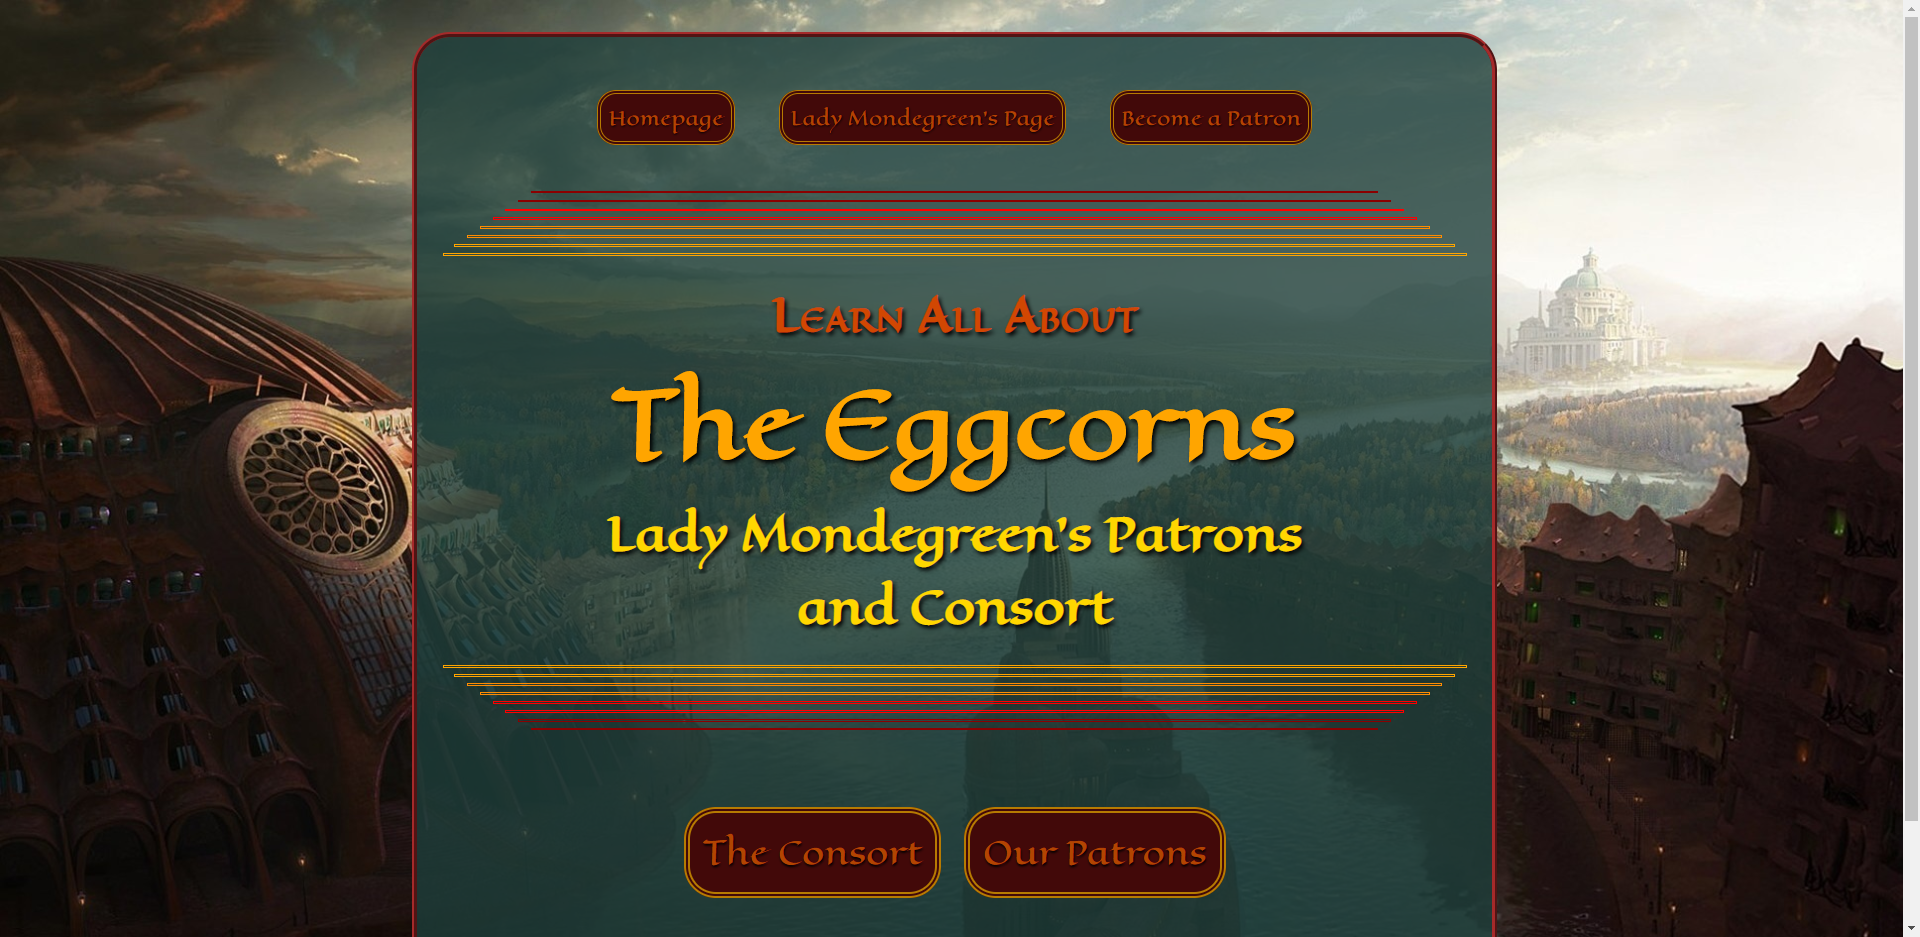 Homepage
Lady Mondegreen's Page
Become a Patron
Learn All About
The Eggcorns
Lady Mondegreen's Patrons
and Consort
The Consort
Our Patrons